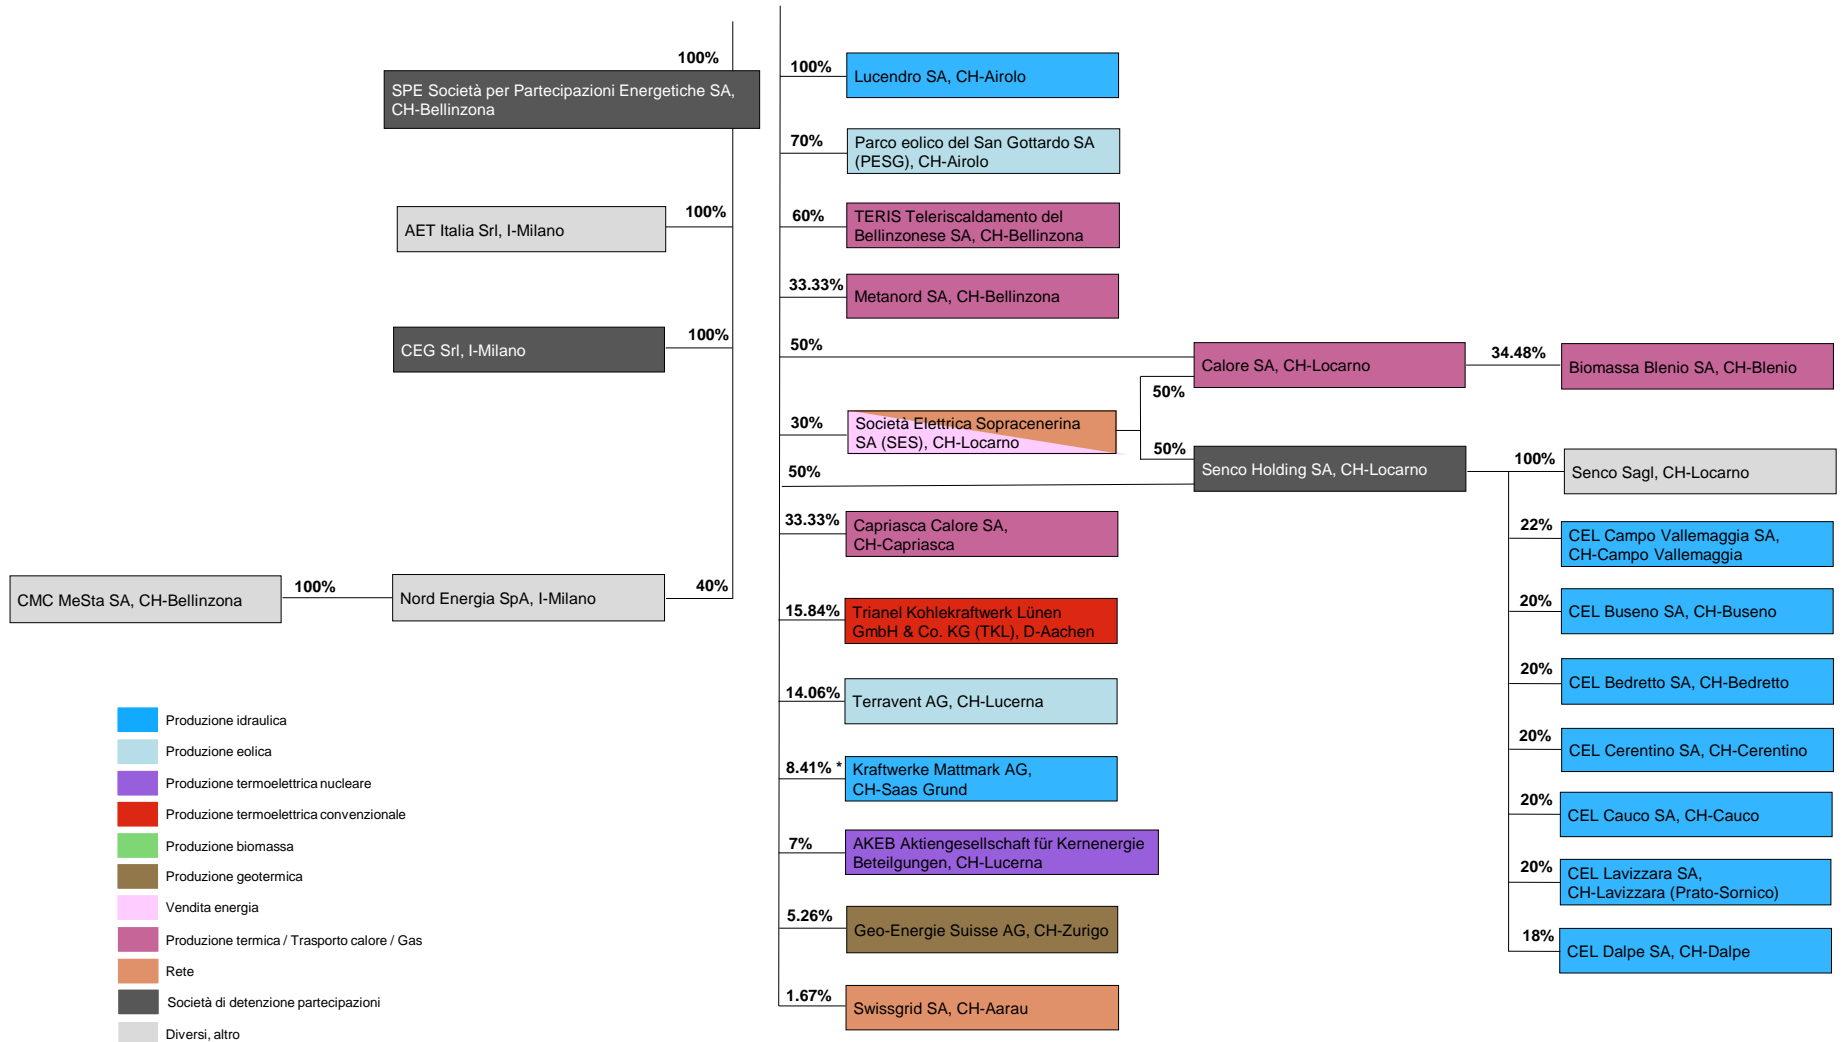 100%
SPE Società per Partecipazioni Energetiche SA,
CH-Bellinzona
100%
AET Italia Srl, I-Milano
100%
CEG Srl, I-Milano
100%
CMC MeSta SA, CH-Bellinzona
100%
Nord Energia SpA, I-Milano
40%
100%
Lucendro SA, CH-Airolo
70%
Parco eolico del San Gottardo SA
(PESG), CH-Airolo
60%
TERIS Teleriscaldamento del
Bellinzonese SA, CH-Bellinzona
33.33%
Metanord SA, CH-Bellinzona
50%
Calore SA, CH-Locarno
34.48%
Biomassa Blenio SA, CH-Blenio
50%
30%
Società Elettrica Sopracenerina
SA (SES), CH-Locarno
50%
50%
Senco Holding SA, CH-Locarno
100%
Senco Sagl, CH-Locarno
22%
CEL Campo Vallemaggia SA,
CH-Campo Vallemaggia
20%
CEL Buseno SA, CH-Buseno
20%
CEL Bedretto SA, CH-Bedretto
20%
CEL Cerentino SA, CH-Cerentino
20%
CEL Cauco SA, CH-Cauco
20%
CEL Lavizzara SA,
CH-Lavizzara (Prato-Sornico)
18%
CEL Dalpe SA, CH-Dalpe
33.33%
Capriasca Calore SA,
CH-Capriasca
15.84%
Trianel Kohlekraftwerk Lünen
GmbH & Co. KG (TKL), D-Aachen
14.06%
Terravent AG, CH-Lucerna
8.41% *
Kraftwerke Mattmark AG,
CH-Saas Grund
7%
AKEB Aktiengesellschaft für Kernenergie
Beteilgungen, CH-Lucerna
5.26%
Geo-Energie Suisse AG, CH-Zurigo
1.67%
Swissgrid SA, CH-Aarau
Produzione idraulica
Produzione eolica
Produzione termoelettrica nucleare
Produzione termoelettrica convenzionale
Produzione biomassa
Produzione geotermica
Vendita energia
Produzione termica / Trasporto calore / Gas
Rete
Società di detenzione partecipazioni
Diversi, altro